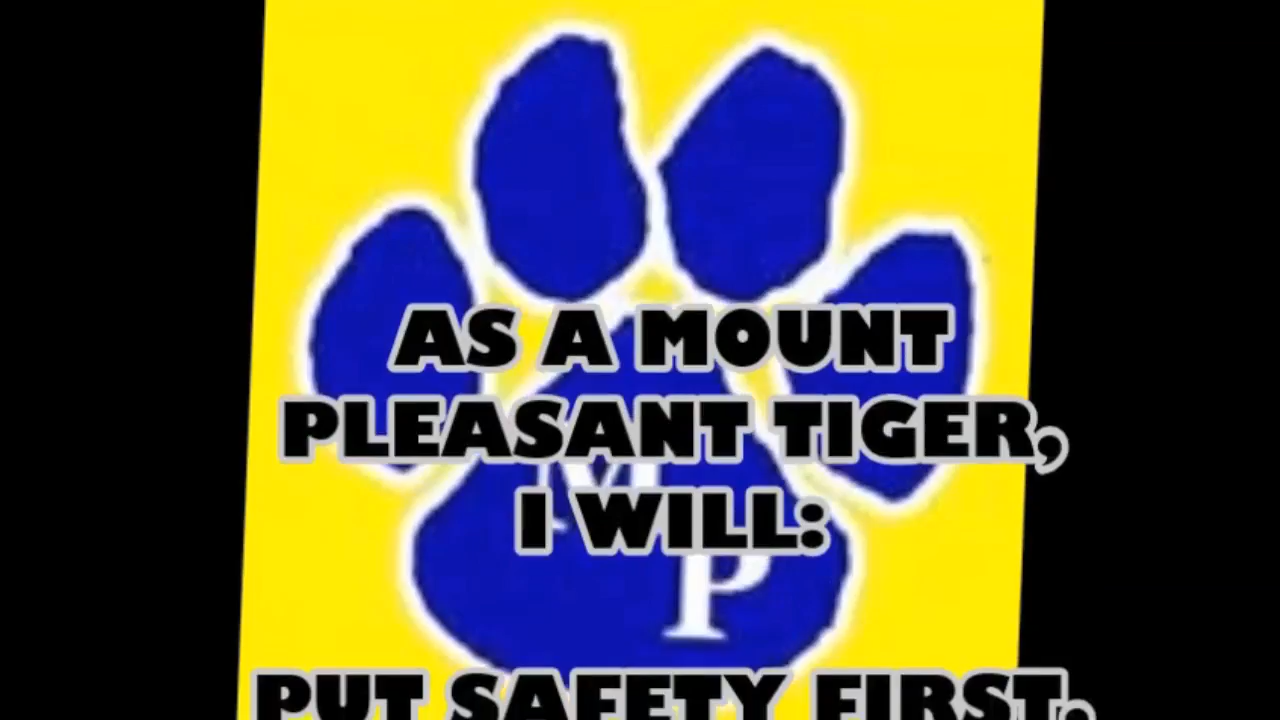 AS A MOUNT
PLEASANT TIGER,
I WILL:
M
P
PUT SAFETY FIRST,